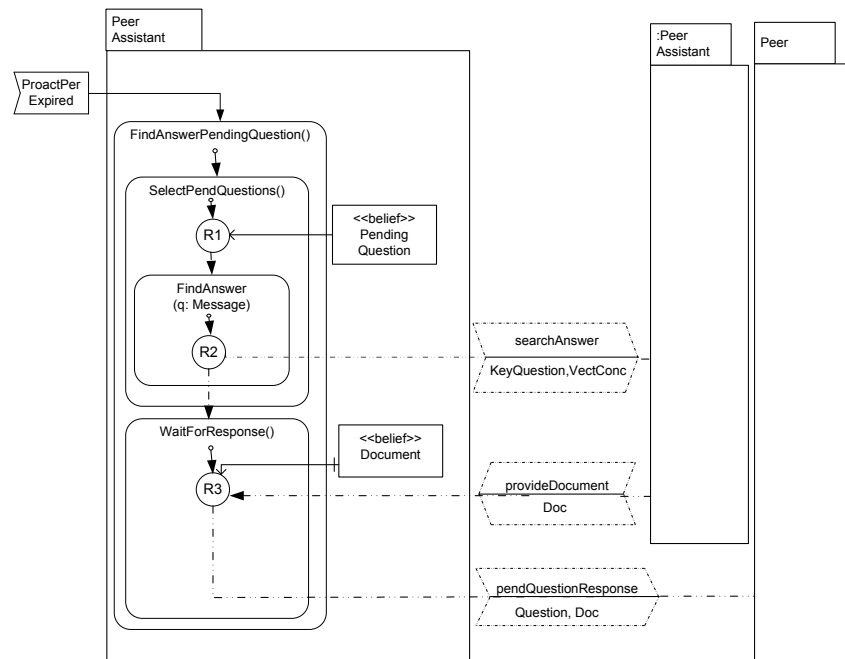 Peer
Assistant
:Peer
Assistant
Peer
ProactPer
Expired
FindAnswerPendingQuestion()
SelectPendQuestions()
R1
<<belief>>
Pending
Question
FindAnswer
(q: Message)
R2
searchAnswer
KeyQuestion,VectConc
WaitForResponse()
<<belief>>
Document
R3
provideDocument
Doc
pendQuestionResponse
Question, Doc